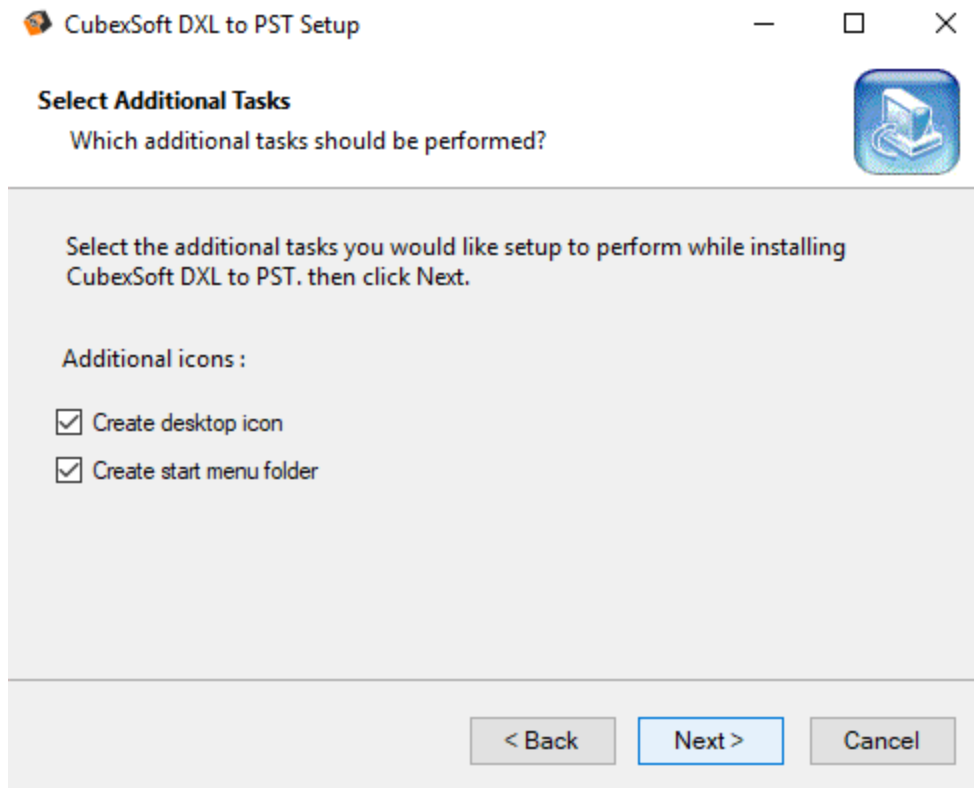 CubexSoft DXL to PST Setup
Select Additional Tasks
Which additional tasks should be performed?
Select the additional tasks you would like setup to perform while installing
CubexSoft DXL to PST. then click Next.
Additional icons :
Create desktop icon
Create start menu folder
< Back
Next >
Cancel